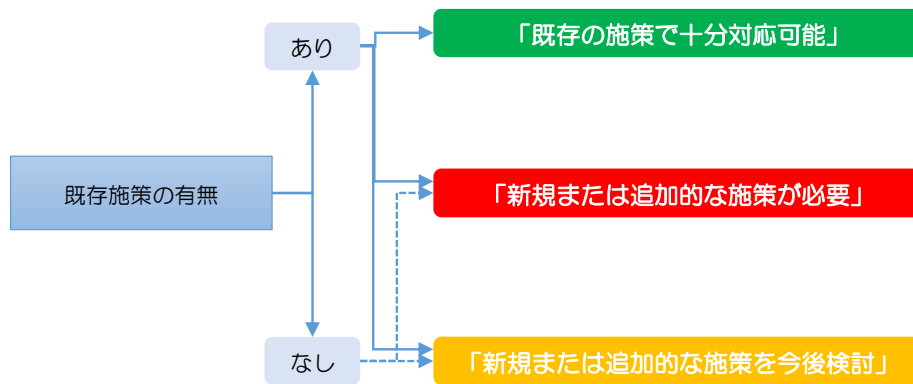 あり
「既存の施策で十分対応可能」
既存施策の有無
「新規または追加的な施策が必要」
なし
「新規または追加的な施策を今後検討」